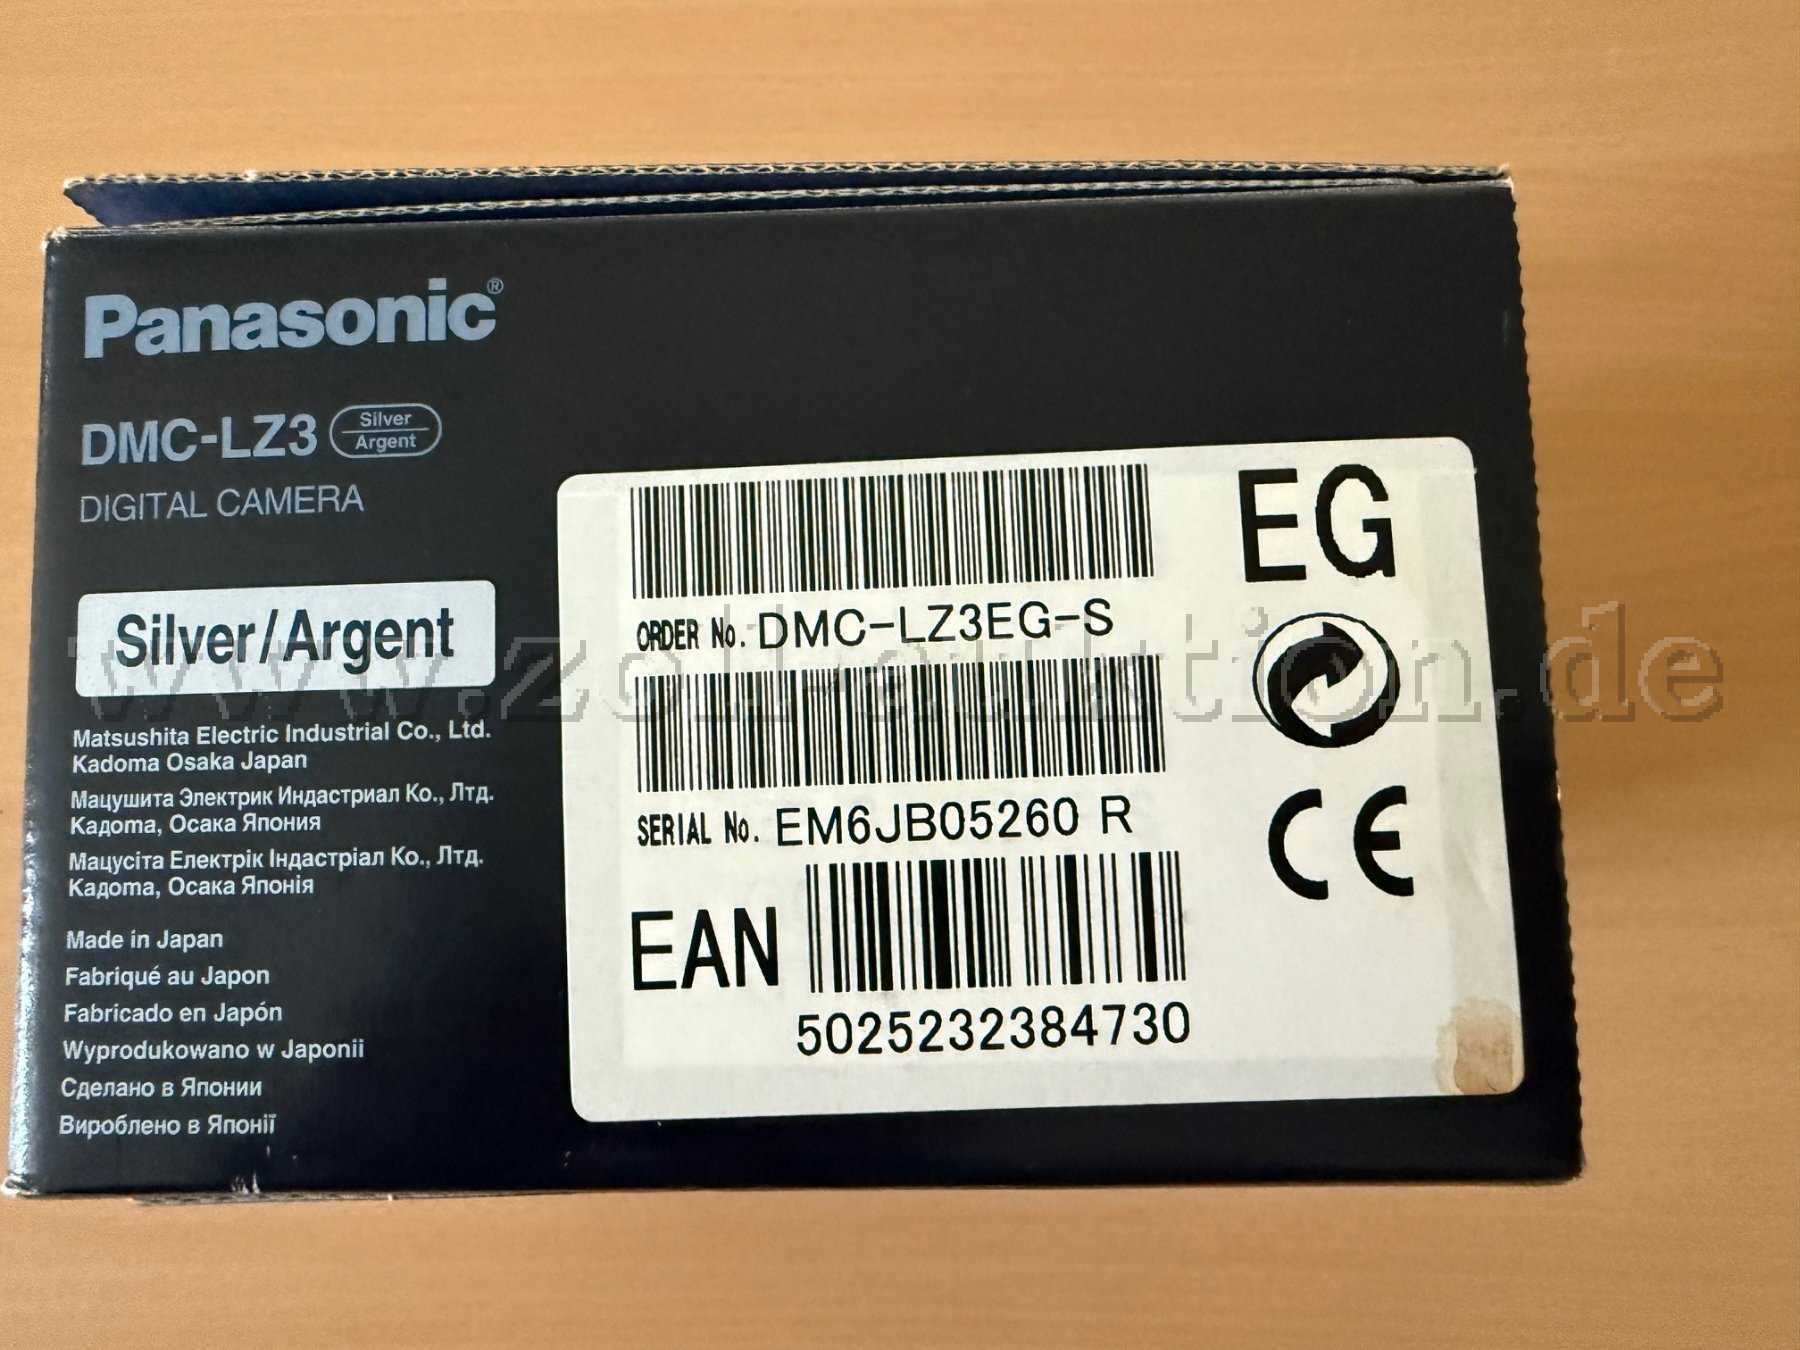 Panasonic®
DMC-LZ3 Silver Argent
DIGITAL CAMERA
Silver/Argent
Matsushita Electric Industrial Co., Ltd.
Kadoma Osaka Japan
Мацушита Электрик Индастриал Ко., Лтд.
Кадота, Осака Япония
Мацусіта Електрік Індастріал Ко., Лтд.
Кадота, Осака Японія
Made in Japan
Fabriqué au Japon
Fabricado en Japón
Wyprodukowano w Japonii
Сделано в Японии
Вироблено в Японії
EG
ORDER No. DMC-LZ3EG-S
SERIAL No. EM6JB05260 R
CE
EAN
5025232384730
www.zoll-auktion.de